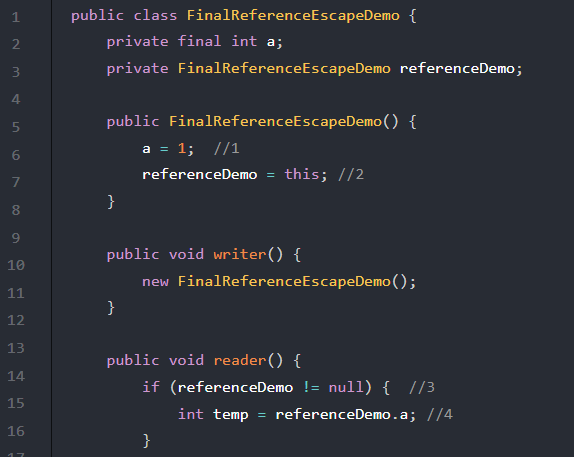 1 public class FinalReferenceEscapeDemo {
2     private final int a;
3     private FinalReferenceEscapeDemo referenceDemo;
4
5     public FinalReferenceEscapeDemo() {
6         a = 1;  //1
7         referenceDemo = this; //2
8     }
9
10     public void writer() {
11         new FinalReferenceEscapeDemo();
12     }
13
14     public void reader() {
15         if (referenceDemo != null) {  //3
16             int temp = referenceDemo.a; //4
17         }